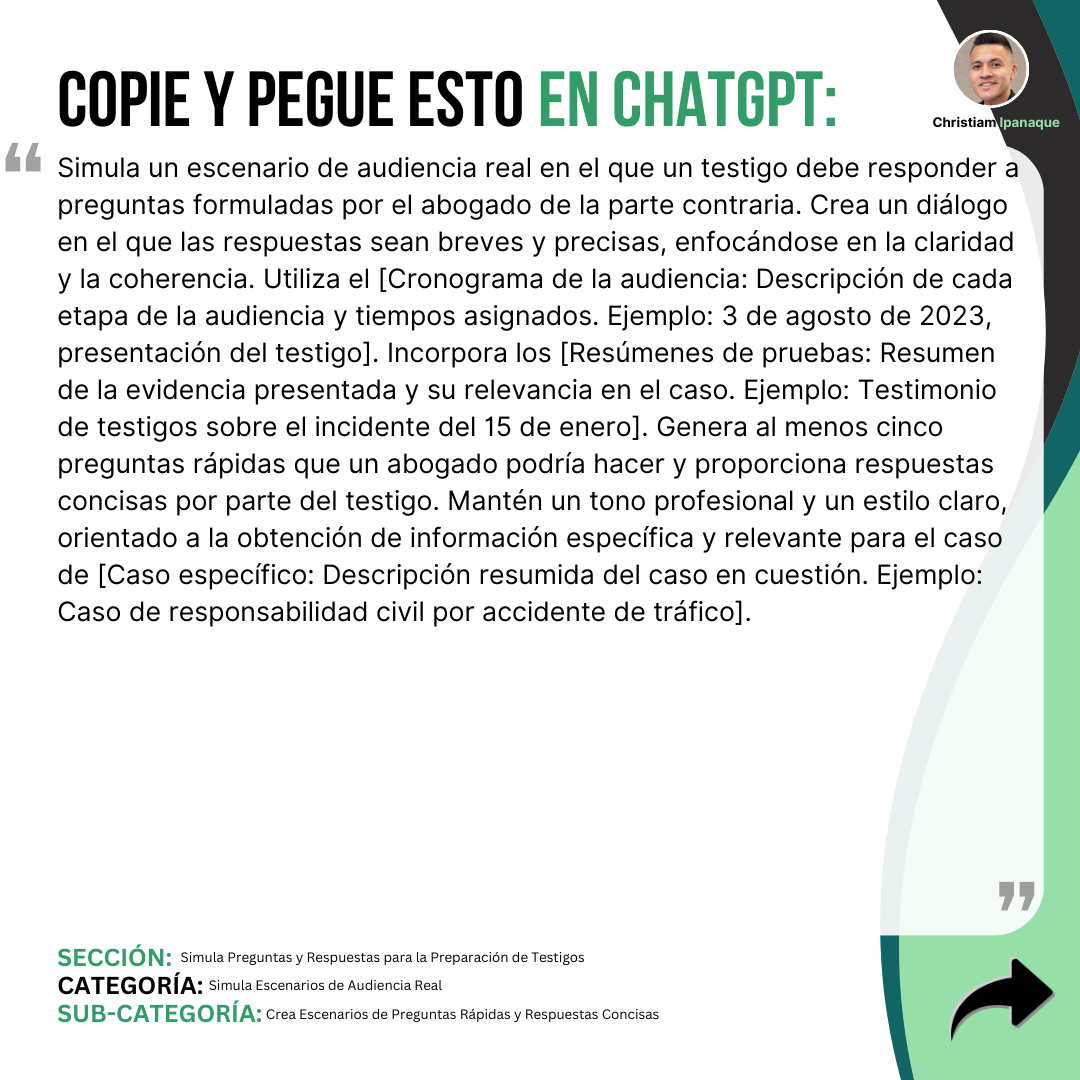 COPIE Y PEGUE ESTO EN CHATGPT:
Christiam Ipanaque
“
Simula un escenario de audiencia real en el que un testigo debe responder a
preguntas formuladas por el abogado de la parte contraria. Crea un diálogo
en el que las respuestas sean breves y precisas, enfocándose en la claridad
y la coherencia. Utiliza el [Cronograma de la audiencia: Descripción de cada
etapa de la audiencia y tiempos asignados. Ejemplo: 3 de agosto de 2023,
presentación del testigo]. Incorpora los [Resúmenes de pruebas: Resumen
de la evidencia presentada y su relevancia en el caso. Ejemplo: Testimonio
de testigos sobre el incidente del 15 de enero]. Genera al menos cinco
preguntas rápidas que un abogado podría hacer y proporciona respuestas
concisas por parte del testigo. Mantén un tono profesional y un estilo claro,
orientado a la obtención de información específica y relevante para el caso
de [Caso específico: Descripción resumida del caso en cuestión. Ejemplo:
Caso de responsabilidad civil por accidente de tráfico].
”
SECCIÓN: Simula Preguntas y Respuestas para la Preparación de Testigos
CATEGORÍA: Simula Escenarios de Audiencia Real
SUB-CATEGORÍA: Crea Escenarios de Preguntas Rápidas y Respuestas Concisas